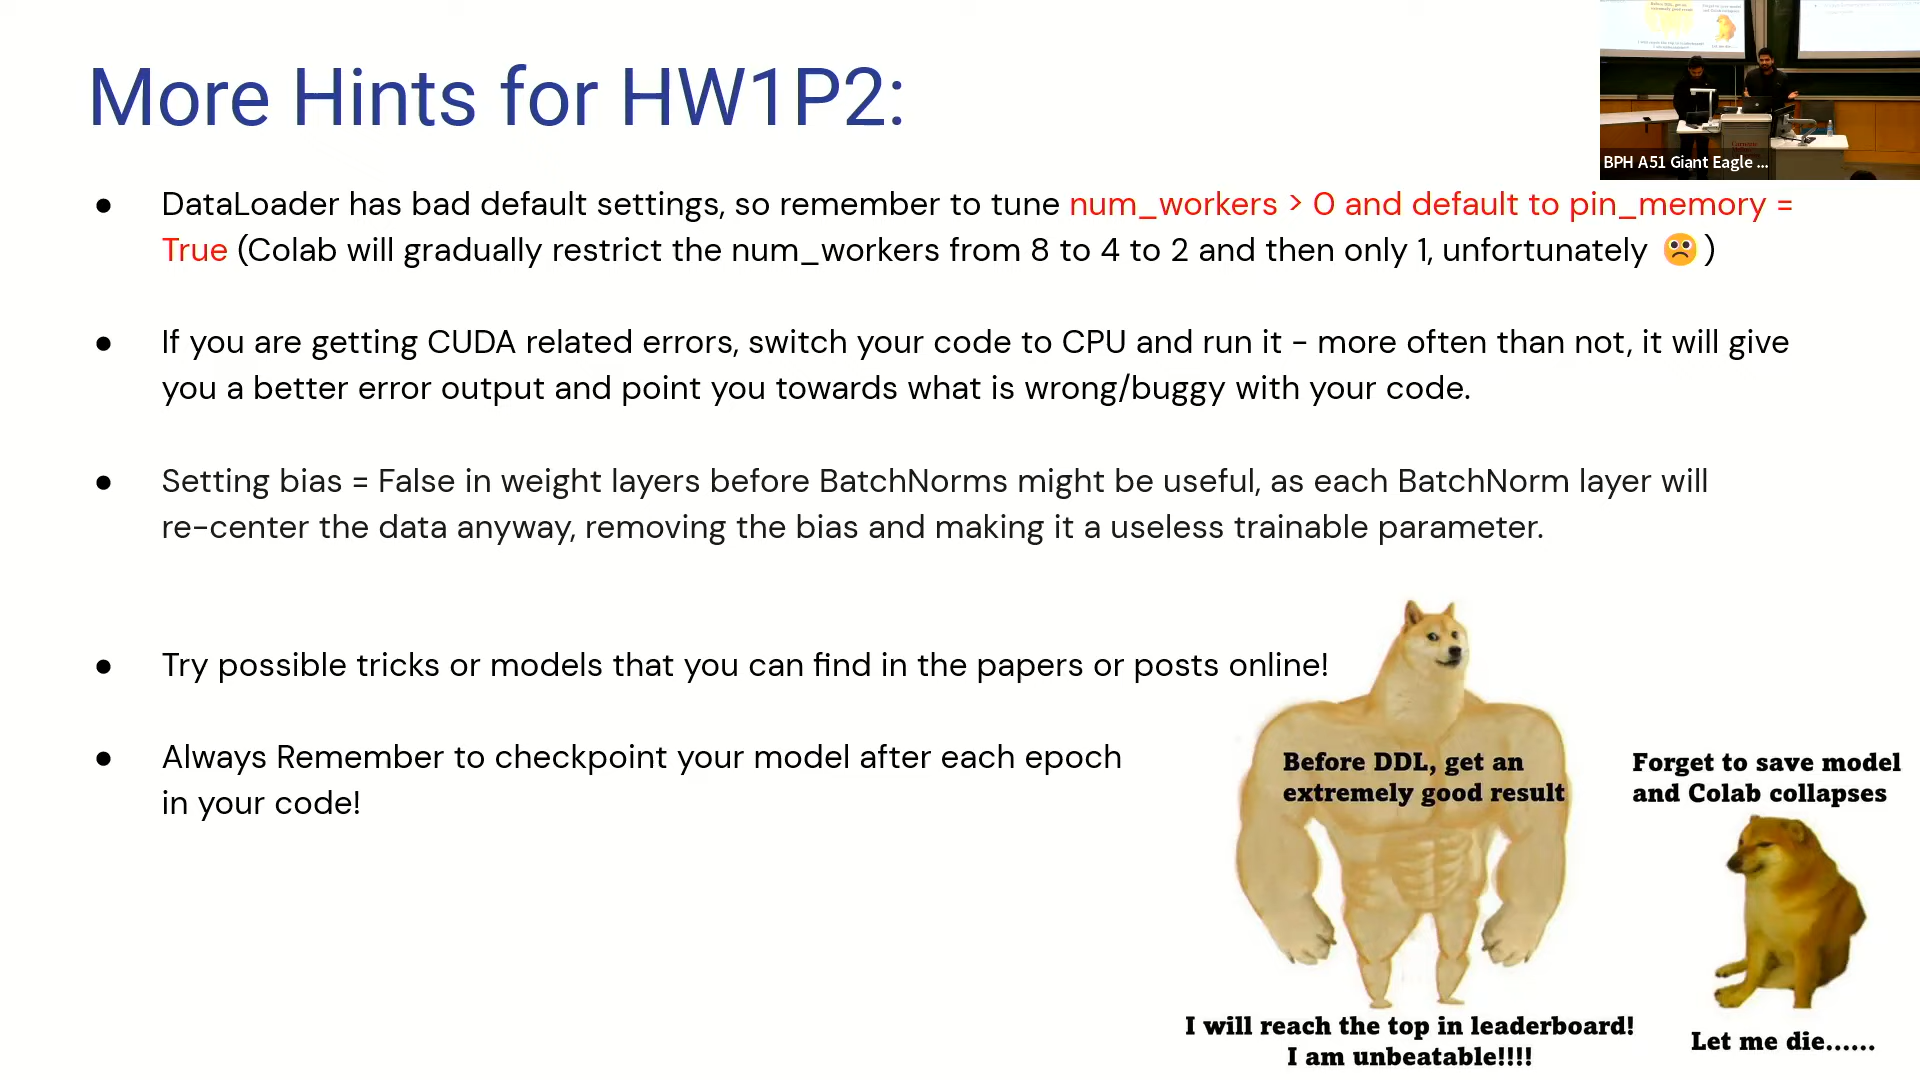 More Hints for HW1P2:
BPH A51 Giant Eagle ...
● DataLoader has bad default settings, so remember to tune num_workers > 0 and default to pin_memory =
True (Colab will gradually restrict the num_workers from 8 to 4 to 2 and then only 1, unfortunately 🙁 )
● If you are getting CUDA related errors, switch your code to CPU and run it - more often than not, it will give
you a better error output and point you towards what is wrong/buggy with your code.
● Setting bias = False in weight layers before BatchNorms might be useful, as each BatchNorm layer will
re-center the data anyway, removing the bias and making it a useless trainable parameter.
● Try possible tricks or models that you can find in the papers or posts online!
● Always Remember to checkpoint your model after each epoch
in your code!
Before DDL, get an
extremely good result
I will reach the top in leaderboard!
I am unbeatable!!!!
Forget to save model
and Colab collapses
Let me die......